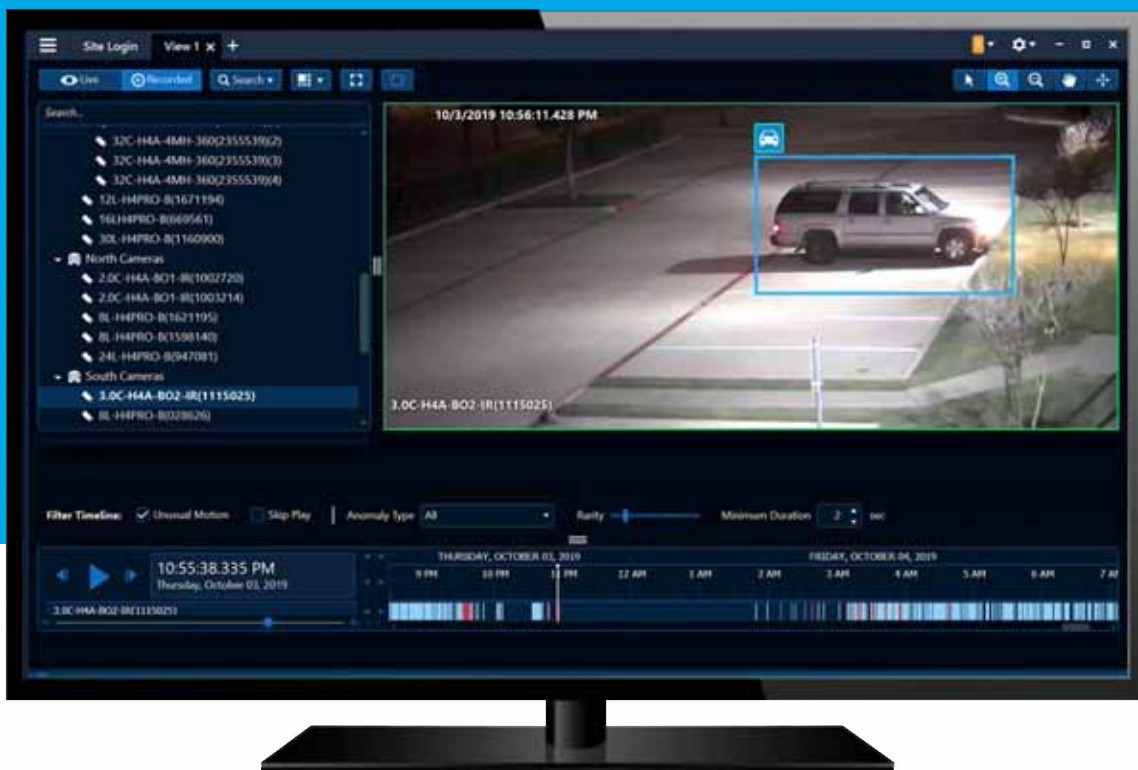 Site Login
View 1 x +
Live
Recorded
Search
Search...
32C-H4A-4MH-360(2355539)(2)
32C-H4A-4MH-360(2355539)(3)
32C-H4A-4MH-360(2355539)(4)
12L-H4PRO-B(1671194)
16LH4PRO-B(669561)
30L-H4PRO-B(1160900)
North Cameras
2.0C-H4A-BO1-IR(1002720)
2.0C-H4A-BO1-IR(1003214)
8L-H4PRO-B(1621195)
8L-H4PRO-B(1598140)
24L-H4PRO-B(947081)
South Cameras
3.0C-H4A-BO2-IR(1115025)
8L-H4PRO-B(028626)
10/3/2019 10:56:11.428 PM
3.0C-H4A-BO2-IR(1115025)
Filter Timeline: Unusual Motion Skip Play | Anomaly Type All Rarity Minimum Duration 2 sec
10:55:38.335 PM
Thursday, October 03, 2019
3.0C-H4A-BO2-IR(1115025)
THURSDAY, OCTOBER 03, 2019 FRIDAY, OCTOBER 04, 2019
9 PM 10 PM 11 PM 12 AM 1 AM 2 AM 3 AM 4 AM 5 AM 6 AM 7 AM